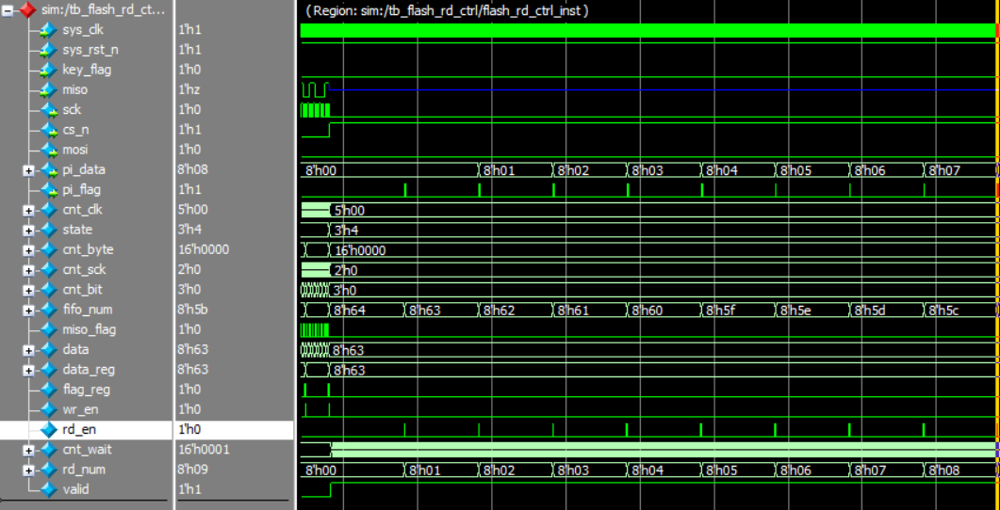 sim:/tb_flash_rd_ct... (Region: sim:/tb_flash_rd_ctrl/flash_rd_ctrl_inst )
sys_clk 1'h1
sys_rst_n 1'h1
key_flag 1'h0
miso 1'hz
sck 1'h0
cs_n 1'h1
mosi 1'h0
pi_data 8'h08 8'h00 8'h01 8'h02 8'h03 8'h04 8'h05 8'h06 8'h07
pi_flag 1'h1
cnt_clk 5'h00 5'h00
state 3'h4 3'h4
cnt_byte 16'h0000 16'h0000
cnt_sck 2'h0 2'h0
cnt_bit 3'h0 3'h0
fifo_num 8'h5b 8'h64 8'h63 8'h62 8'h61 8'h60 8'h5f 8'h5e 8'h5d 8'h5c
miso_flag 1'h0
data 8'h63 8'h63
data_reg 8'h63 8'h63
flag_reg 1'h0
wr_en 1'h0
rd_en 1'h0
cnt_wait 16'h0001
rd_num 8'h09 8'h00 8'h01 8'h02 8'h03 8'h04 8'h05 8'h06 8'h07 8'h08
valid 1'h1